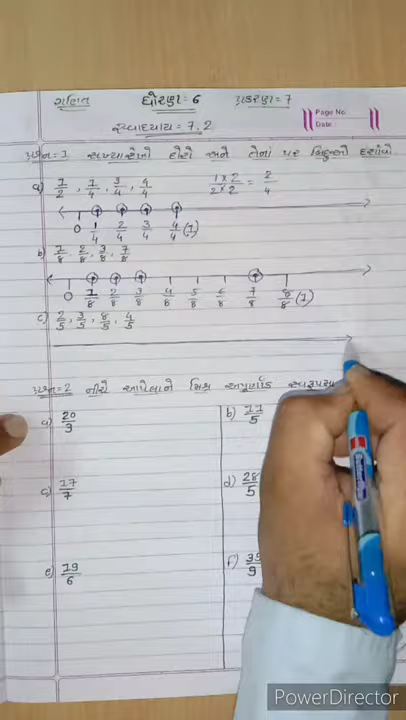 ગણિત ધોરણ = 6 પ્રકરણ = 7
Page No
Date
સ્વાધ્યાય = 7.2
પ્રશ્ન = 1 સંખ્યારેખા દોરો અને તેના પર બિંદુઓ દર્શાવો
a) 1/2 , 1/4 , 3/4 , 4/4 1×2/2×2 = 2/4
0 1/4 2/4 3/4 4/4 (1)
b) 1/8 , 2/8 , 3/8 , 7/8
0 1/8 2/8 3/8 4/8 5/8 6/8 7/8 8/8 (1)
c) 2/5 , 3/5 , 8/5 , 4/5
પ્રશ્ન = 2 નીચે આપેલાને મિશ્ર અપૂર્ણાંક સ્વરૂપમાં
a) 20/3 b) 11/5
c) 17/7 d) 28/5
e) 19/6 f)
PowerDirector